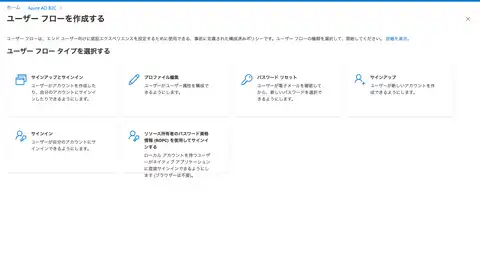 ホーム > Azure AD B2C >
ユーザー フローを作成する
ユーザー フローは、エンド ユーザー向けに認証エクスペリエンスを設定するために使用できる、事前に定義された構成済みポリシーです。ユーザー フローの種類を選択して、開始してください。 詳細を表示。
ユーザー フロー タイプを選択する
サインアップとサインイン
ユーザーがアカウントを作成したり、自分のアカウントにサインインしたりできるようにします。
プロファイル編集
ユーザーがユーザー属性を構成できるようにします。
パスワード リセット
ユーザーが電子メールを確認してから、新しいパスワードを選択できるようにします。
サインアップ
ユーザーが新しいアカウントを作成できるようにします。
サインイン
ユーザーが自分のアカウントにサインインできるようにします。
リソース所有者のパスワード資格情報 (ROPC) を使用してサインインする
ローカル アカウントを持つユーザーがネイティブ アプリケーションに直接サインインできるようにします (ブラウザーは不要)。